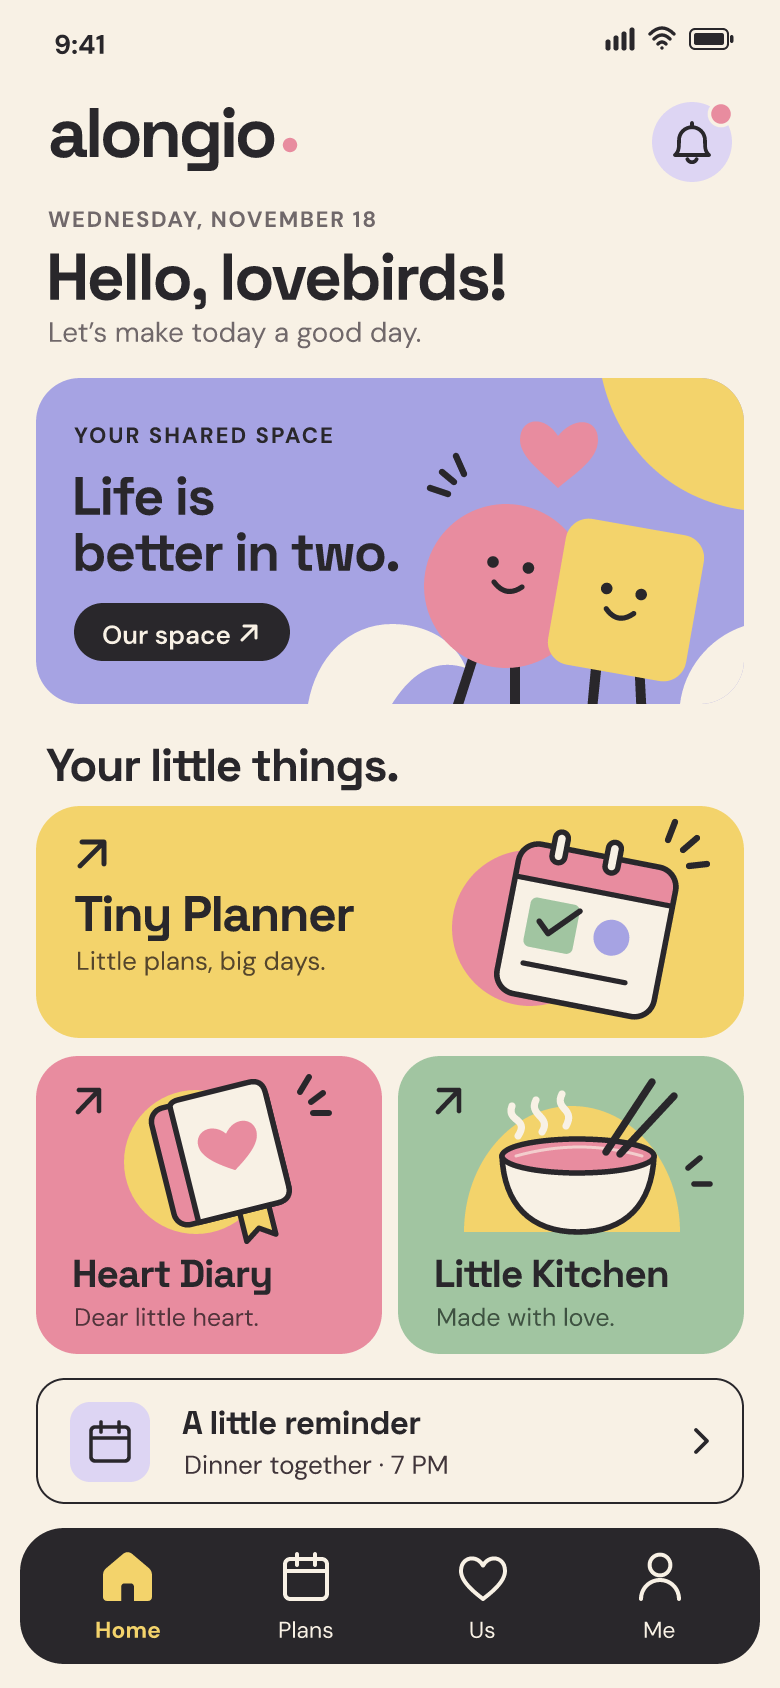 9:41
alongio.
WEDNESDAY, NOVEMBER 18
Hello, lovebirds!
Let’s make today a good day.
YOUR SHARED SPACE
Life is
better in two.
Our space ↗
Your little things.
Tiny Planner
Little plans, big days.
Heart Diary
Dear little heart.
Little Kitchen
Made with love.
A little reminder
Dinner together · 7 PM
Home
Plans
Us
Me